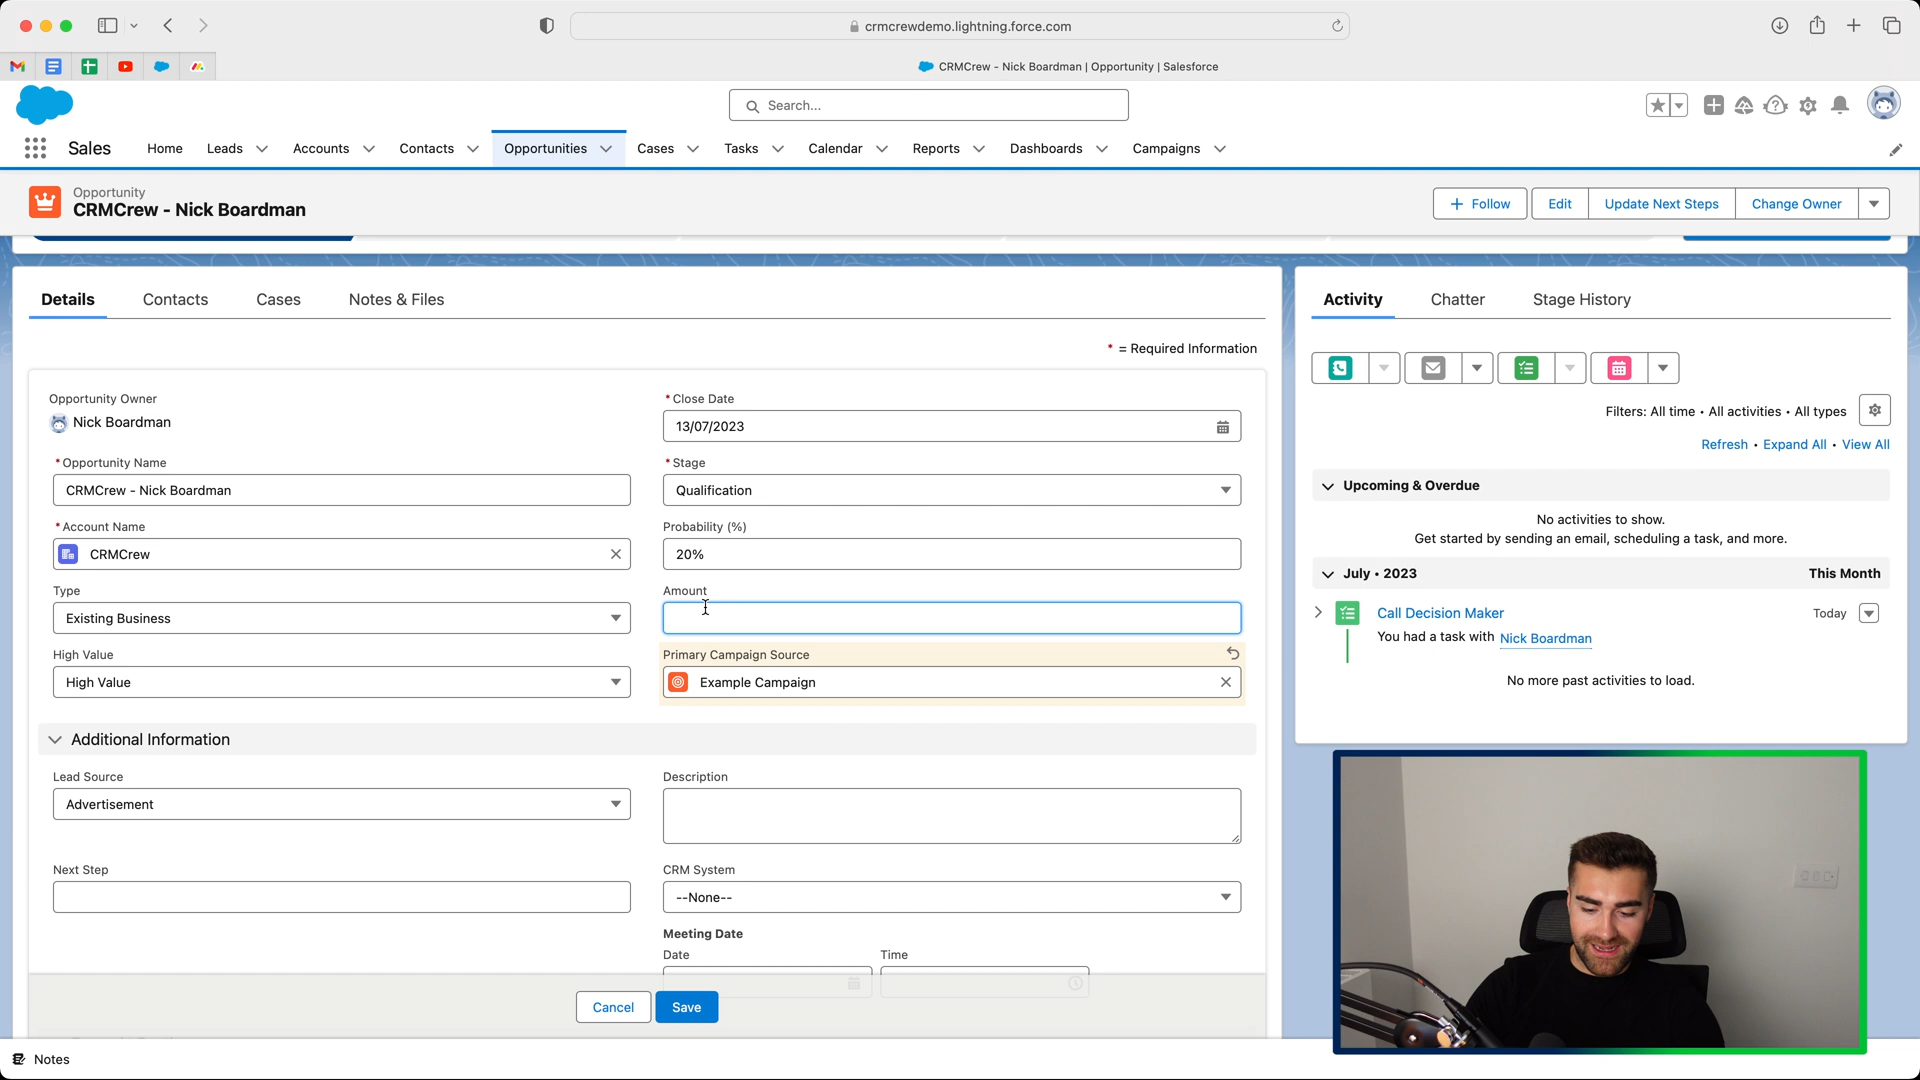 crmcrewdemo.lightning.force.com
CRMCrew - Nick Boardman | Opportunity | Salesforce
Search...
Sales
Home
Leads
Accounts
Contacts
Opportunities
Cases
Tasks
Calendar
Reports
Dashboards
Campaigns
Opportunity
CRMCrew - Nick Boardman
Follow
Edit
Update Next Steps
Change Owner
Details
Contacts
Cases
Notes & Files
* = Required Information
Opportunity Owner
Nick Boardman
* Close Date
13/07/2023
* Opportunity Name
CRMCrew - Nick Boardman
* Stage
Qualification
* Account Name
CRMCrew
Probability (%)
20%
Type
Existing Business
Amount
High Value
High Value
Primary Campaign Source
Example Campaign
Additional Information
Lead Source
Advertisement
Description
Next Step
CRM System
--None--
Meeting Date
Date
Time
Cancel
Save
Activity
Chatter
Stage History
Filters: All time • All activities • All types
Refresh • Expand All • View All
Upcoming & Overdue
No activities to show.
Get started by sending an email, scheduling a task, and more.
July • 2023
This Month
Call Decision Maker
Today
You had a task with Nick Boardman
No more past activities to load.
Notes